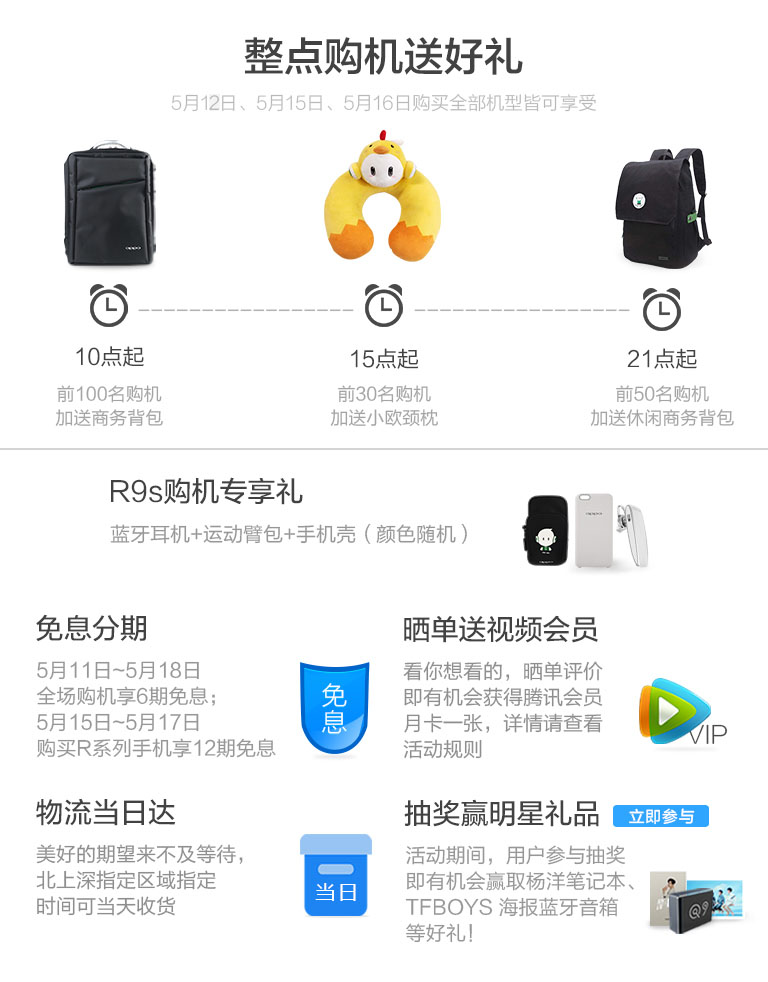 整点购机送好礼
5月12日、5月15日、5月16日购买全部机型皆可享受
oppo
10点起
15点起
21点起
前100名购机
加送商务背包
前30名购机
加送小欧颈枕
前50名购机
加送休闲商务背包
R9s购机专享礼
蓝牙耳机+运动臂包+手机壳（颜色随机）
oppo
免息分期
5月11日~5月18日
全场购机享6期免息；
5月15日~5月17日
购买R系列手机享12期免息
免
息
晒单送视频会员
看你想看的，晒单评价
即有机会获得腾讯会员
月卡一张，详情请查看
活动规则
VIP
物流当日达
美好的期望来不及等待，
北上深指定区域指定
时间可当天收货
当日
抽奖赢明星礼品
立即参与
活动期间，用户参与抽奖
即有机会赢取杨洋笔记本、
TFBOYS 海报蓝牙音箱
等好礼！